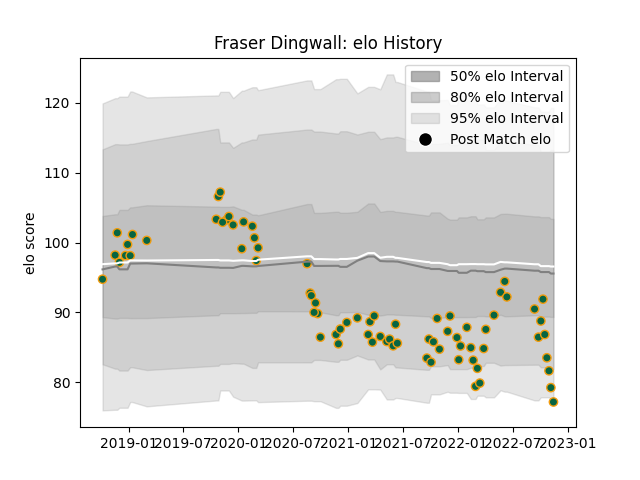 Fraser Dingwall: elo History
50% elo Interval
80% elo Interval
95% elo Interval
Post Match elo
elo score
120
110
100
90
80
2019-01 2019-07 2020-01 2020-07 2021-01 2021-07 2022-01 2022-07 2023-01